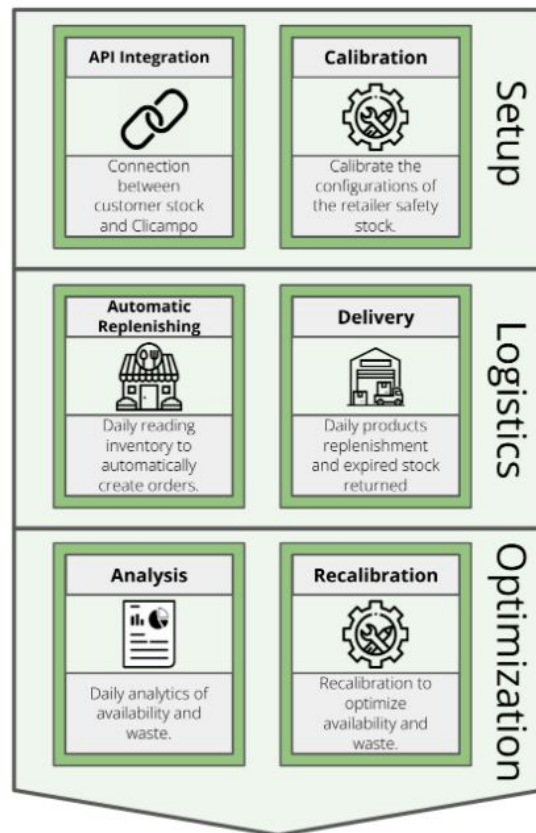 API Integration
Connection
between
customer stock
and Clicampo
Calibration
Calibrate the
configurations of
the retailer safety
stock.
Setup
Automatic
Replenishing
Daily reading
inventory to
automatically
create orders.
Delivery
Daily products
replenishment
and expired stock
returned
Logistics
Analysis
Daily analytics of
availability and
waste.
Recalibration
Recalibration to
optimize
availability and
waste.
Optimization